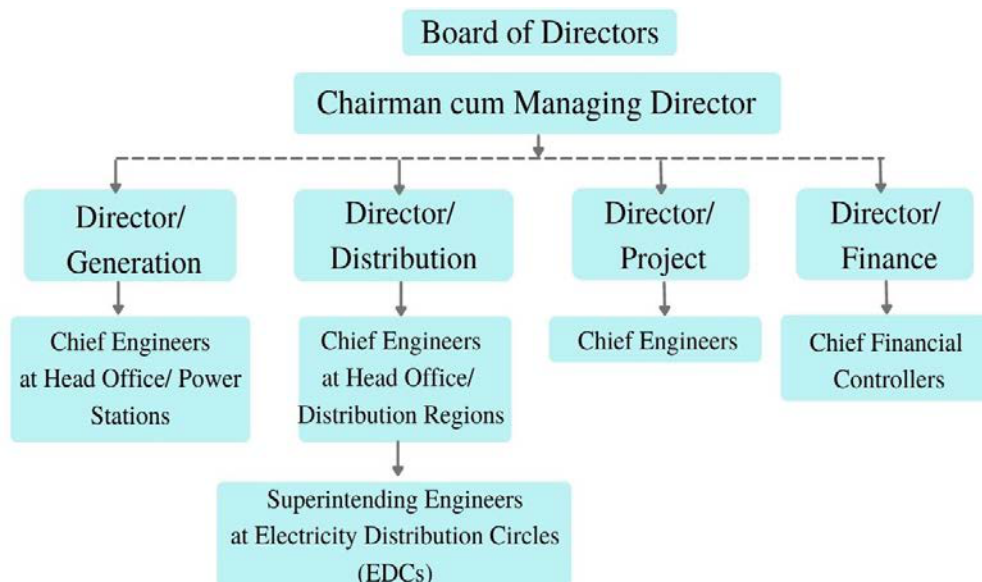 Board of Directors
Chairman cum Managing Director
Director/
Generation
Director/
Distribution
Director/
Project
Director/
Finance
Chief Engineers
at Head Office/ Power
Stations
Chief Engineers
at Head Office/
Distribution Regions
Chief Engineers
Chief Financial
Controllers
Superintending Engineers
at Electricity Distribution Circles
(EDCs)